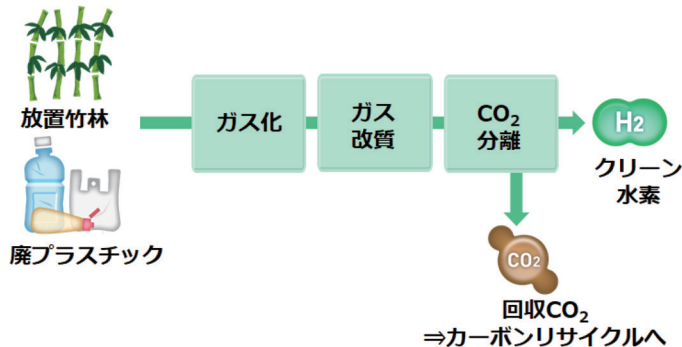 放置竹林
廃プラスチック
ガス化
ガス
改質
CO₂
分離
H₂
クリーン
水素
CO₂
回収CO₂
⇒カーボンリサイクルへ